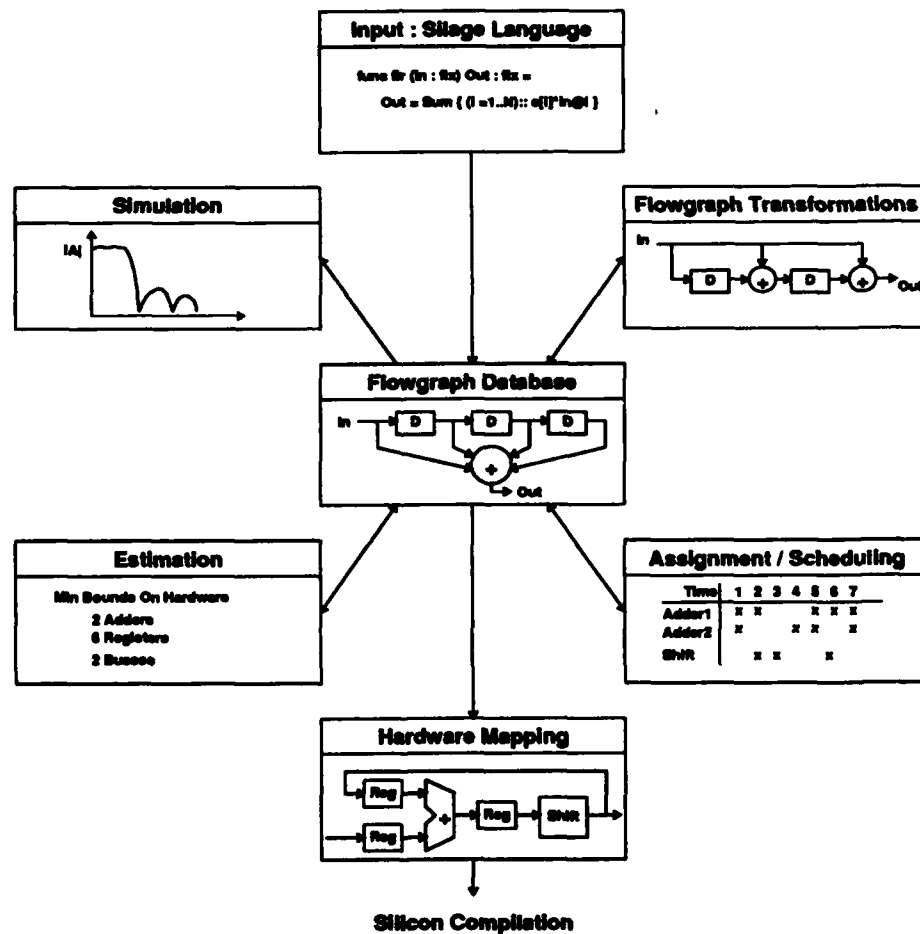 Input : Silage Language
func fir (In : fix) Out : fix =
Out = Sum { (i =1..N):: c[i]*In@i }
Simulation
|A|
Flowgraph Transformations
In
D
+
D
+
Out
Flowgraph Database
In
D
D
D
+
Out
Estimation
Min Bounds On Hardware
2 Adders
6 Registers
2 Busses
Assignment / Scheduling
Time 1 2 3 4 5 6 7
Adder1 x x x x x
Adder2 x x x x
Shift x x x
Hardware Mapping
Reg
Reg
+
Reg
Shift
Silicon Compilation